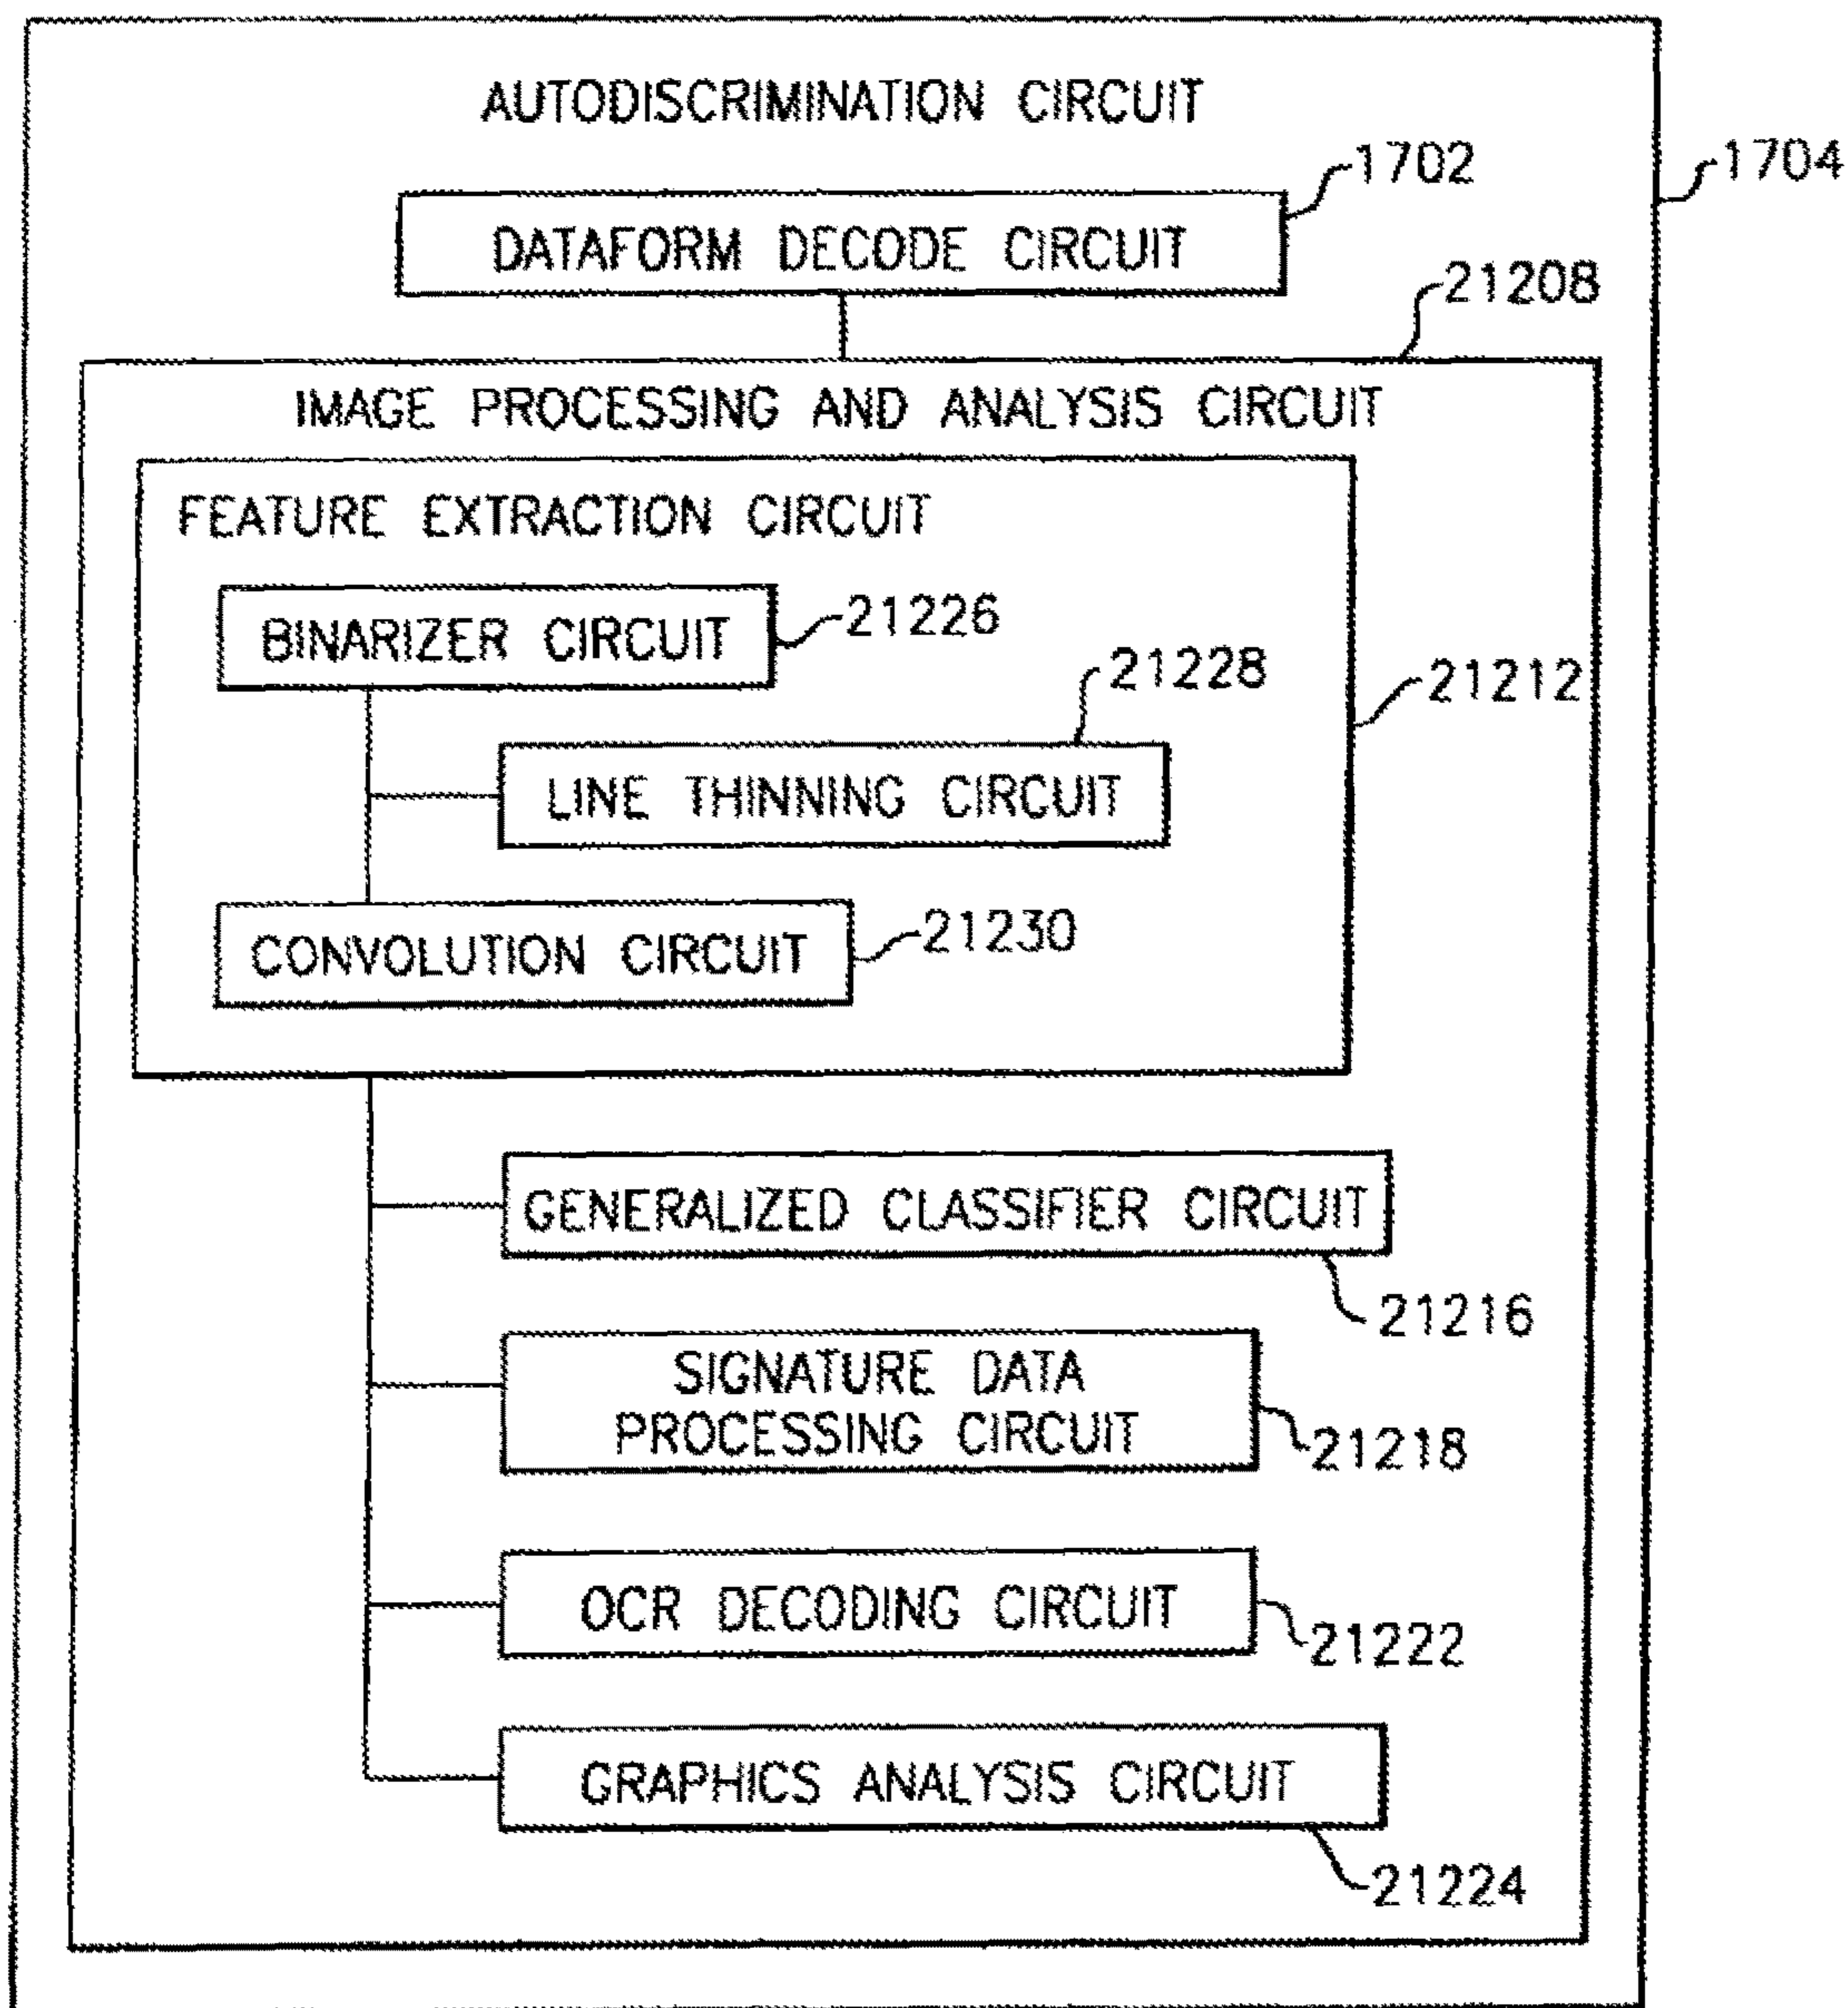 AUTODISCRIMINATION CIRCUIT
1702
1704
DATAFORM DECODE CIRCUIT
21208
IMAGE PROCESSING AND ANALYSIS CIRCUIT
FEATURE EXTRACTION CIRCUIT
21226
BINARIZER CIRCUIT
21228
21212
LINE THINNING CIRCUIT
21230
CONVOLUTION CIRCUIT
GENERALIZED CLASSIFIER CIRCUIT
21216
SIGNATURE DATA
PROCESSING CIRCUIT
21218
OCR DECODING CIRCUIT
21222
GRAPHICS ANALYSIS CIRCUIT
21224